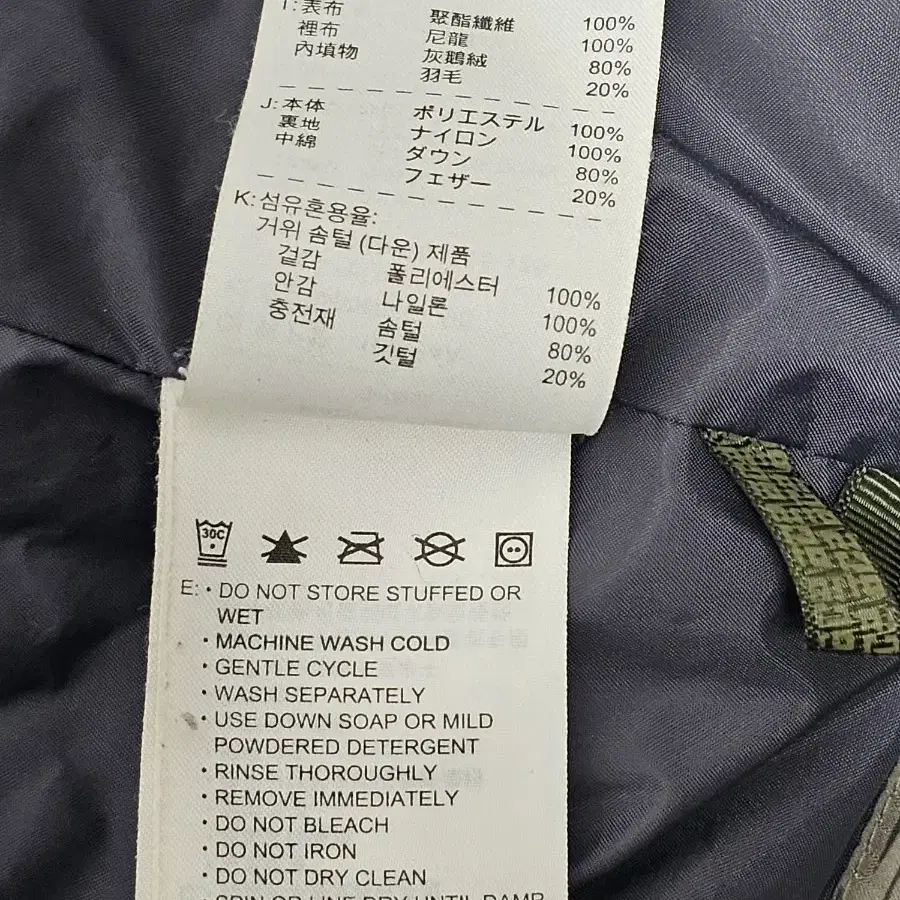 T: 表布 聚酯纖維 100%
裡布 尼龍 100%
內填物 灰鵝絨 80%
羽毛 20%
J: 本体 ポリエステル 100%
裏地 ナイロン 100%
中綿 ダウン 80%
フェザー 20%
K: 섬유혼용율:
거위 솜털 (다운) 제품
겉감 폴리에스터 100%
안감 나일론 100%
충전재 솜털 80%
깃털 20%
30C
E: · DO NOT STORE STUFFED OR
WET
· MACHINE WASH COLD
· GENTLE CYCLE
· WASH SEPARATELY
· USE DOWN SOAP OR MILD
POWDERED DETERGENT
· RINSE THOROUGHLY
· REMOVE IMMEDIATELY
· DO NOT BLEACH
· DO NOT IRON
· DO NOT DRY CLEAN
· SPIN OR LINE DRY UNTIL DAMP